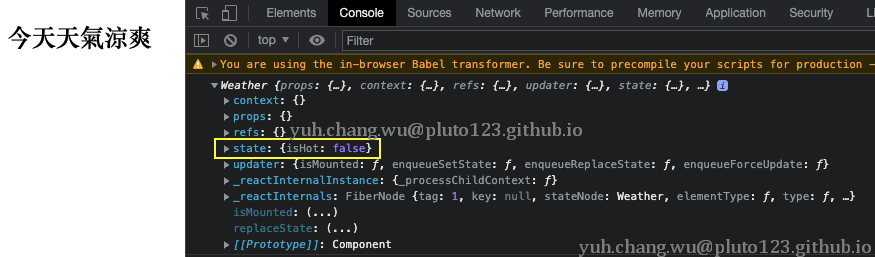 今天天氣涼爽
Elements Console Sources Network Performance Memory Application Security Li
top Filter
You are using the in-browser Babel transformer. Be sure to precompile your scripts for production –
Weather {props: {…}, context: {…}, refs: {…}, updater: {…}, state: {…}, …} i
context: {}
props: {}
refs: {}
yuh.chang.wu@pluto123.github.io
state: {isHot: false}
updater: {isMounted: ƒ, enqueueSetState: ƒ, enqueueReplaceState: ƒ, enqueueForceUpdate: ƒ}
_reactInternalInstance: {_processChildContext: ƒ}
_reactInternals: FiberNode {tag: 1, key: null, stateNode: Weather, elementType: ƒ, type: ƒ, …}
isMounted: (...)
replaceState: (...)
[[Prototype]]: Component
yuh.chang.wu@pluto123.github.io